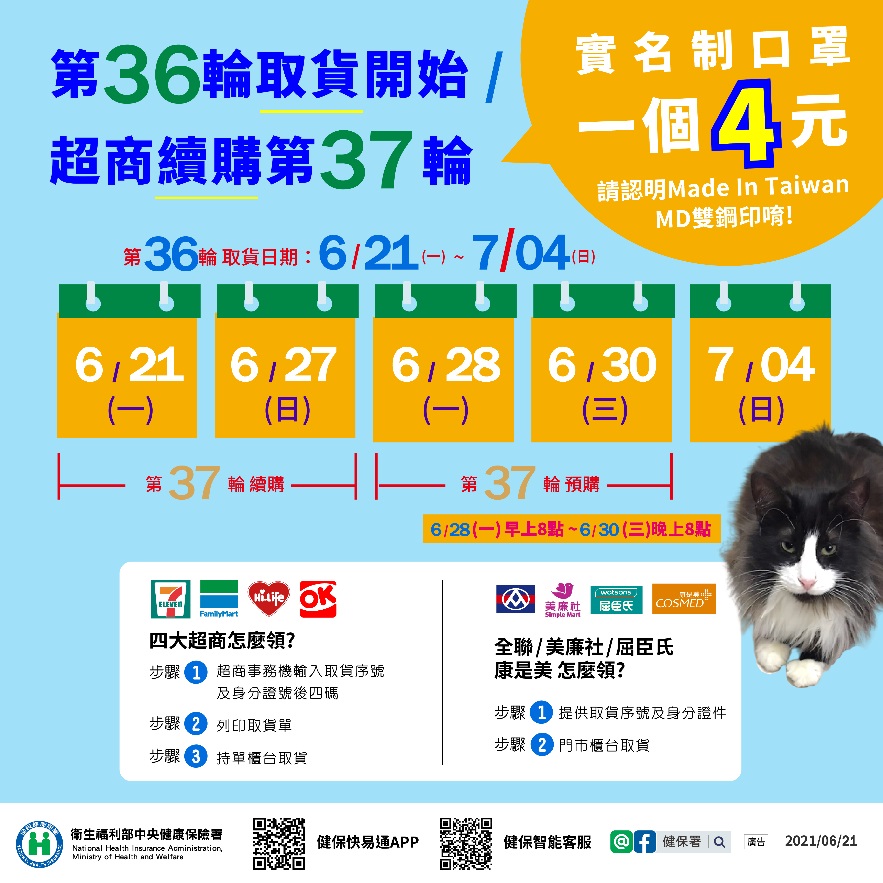 第36輪取貨開始/
超商續購第37輪
實名制口罩
一個4元
請認明Made In Taiwan
MD雙鋼印唷!
第36輪 取貨日期：6/21(一) ~ 7/04(日)
6/21
(一)
6/27
(日)
6/28
(一)
6/30
(三)
7/04
(日)
第 37 輪 續購
第 37 輪 預購
6/28(一)早上8點~6/30(三)晚上8點
7
ELEVEN
FamilyMart
Hi-Life
OK
四大超商怎麼領?
步驟 1 超商事務機輸入取貨序號
及身分證號後四碼
步驟 2 列印取貨單
步驟 3 持單櫃台取貨
美廉社
Simple Mart
watsons
屈臣氏
康是美
COSMED
全聯/美廉社/屈臣氏
康是美 怎麼領?
步驟 1 提供取貨序號及身分證件
步驟 2 門市櫃台取貨
衛生福利部中央健康保險署
National Health Insurance Administration,
Ministry of Health and Welfare
健保快易通APP
健保智能客服
健保署
廣告
2021/06/21